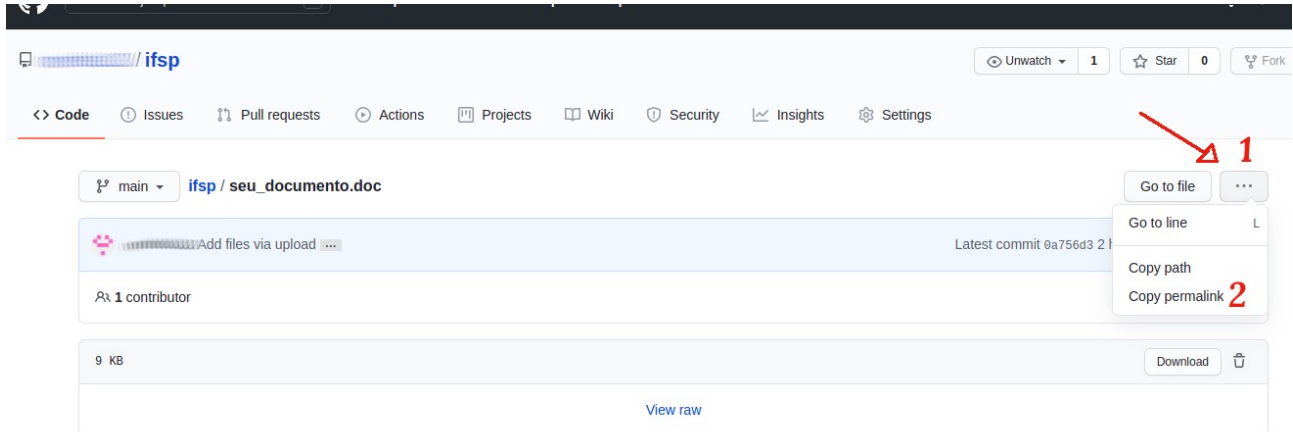 / ifsp
Unwatch 1 Star 0 Fork
<> Code Issues Pull requests Actions Projects Wiki Security Insights Settings
1
main ifsp / seu_documento.doc Go to file ...
Go to line L
Add files via upload ... Latest commit 0a756d3 2
Copy path
1 contributor
Copy permalink 2
9 KB Download
View raw